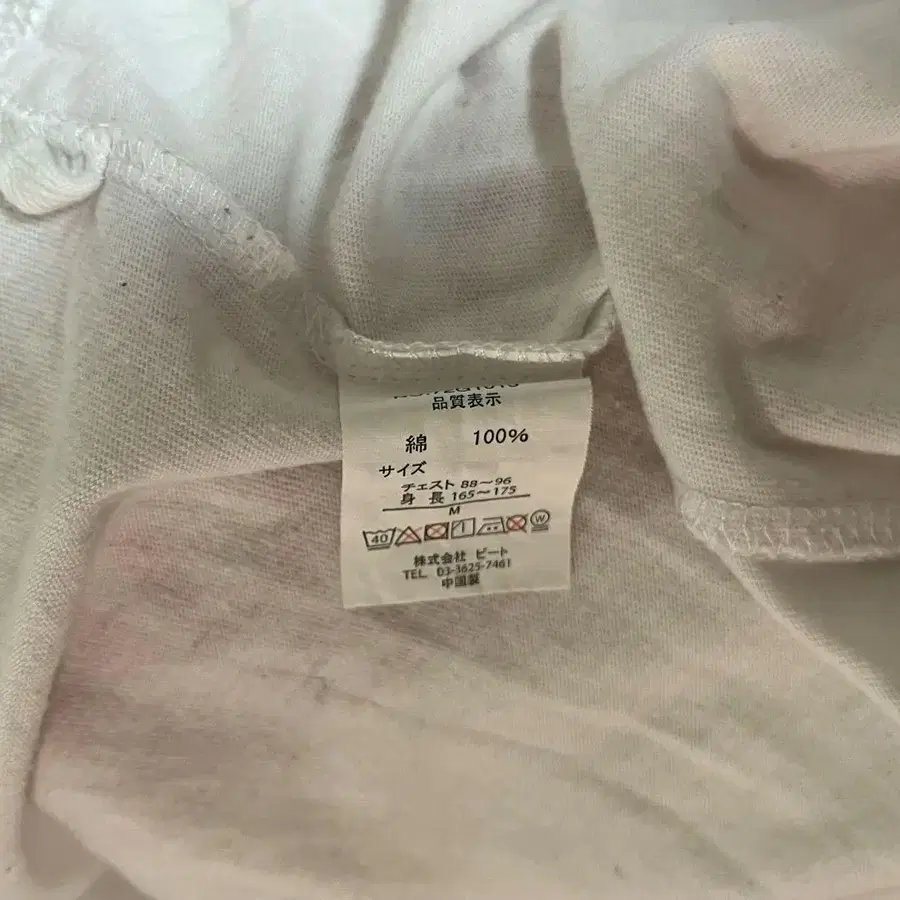 品質表示
綿 100%
サイズ
チェスト 88~96
身 長 165~175
M
40 W
株式会社 ビート
TEL 03-3625-7461
中国製